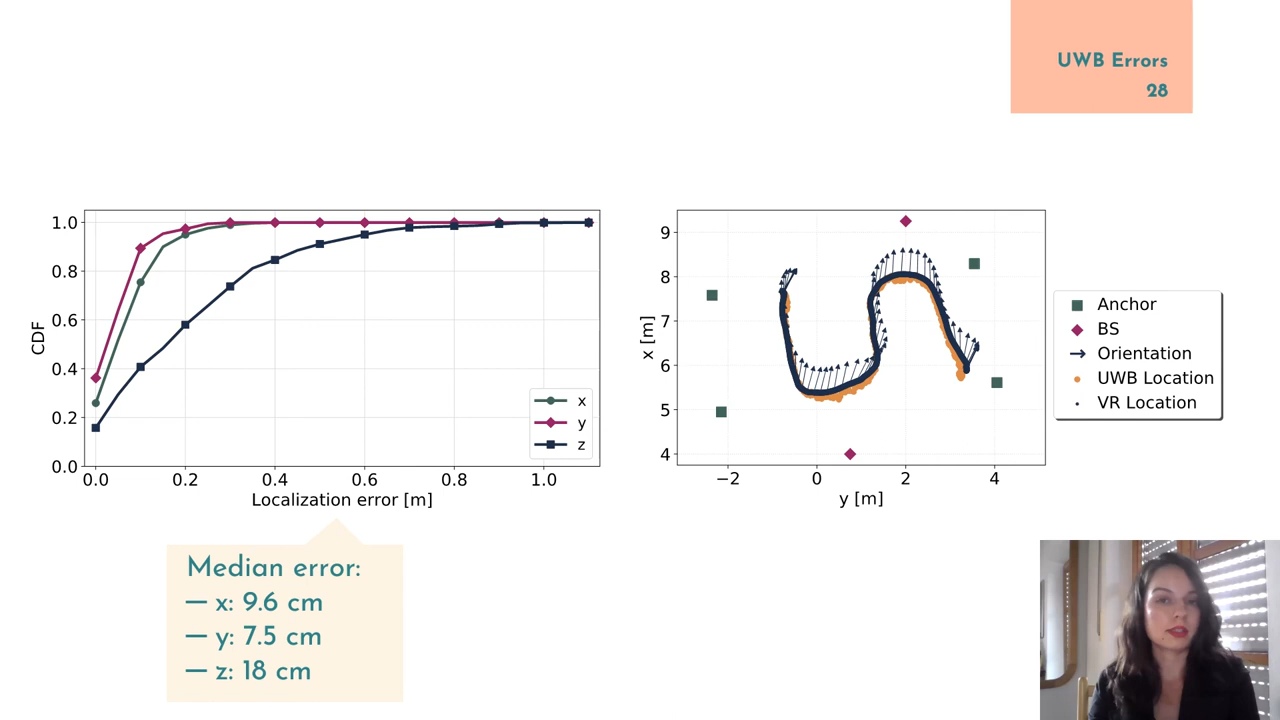 UWB Errors
28
1.0
0.8
0.6
0.4
0.2
0.0
CDF
0.0 0.2 0.4 0.6 0.8 1.0
Localization error [m]
x
y
z
9
8
7
6
5
4
x [m]
−2 0 2 4
y [m]
Anchor
BS
Orientation
UWB Location
VR Location
Median error:
— x: 9.6 cm
— y: 7.5 cm
— z: 18 cm